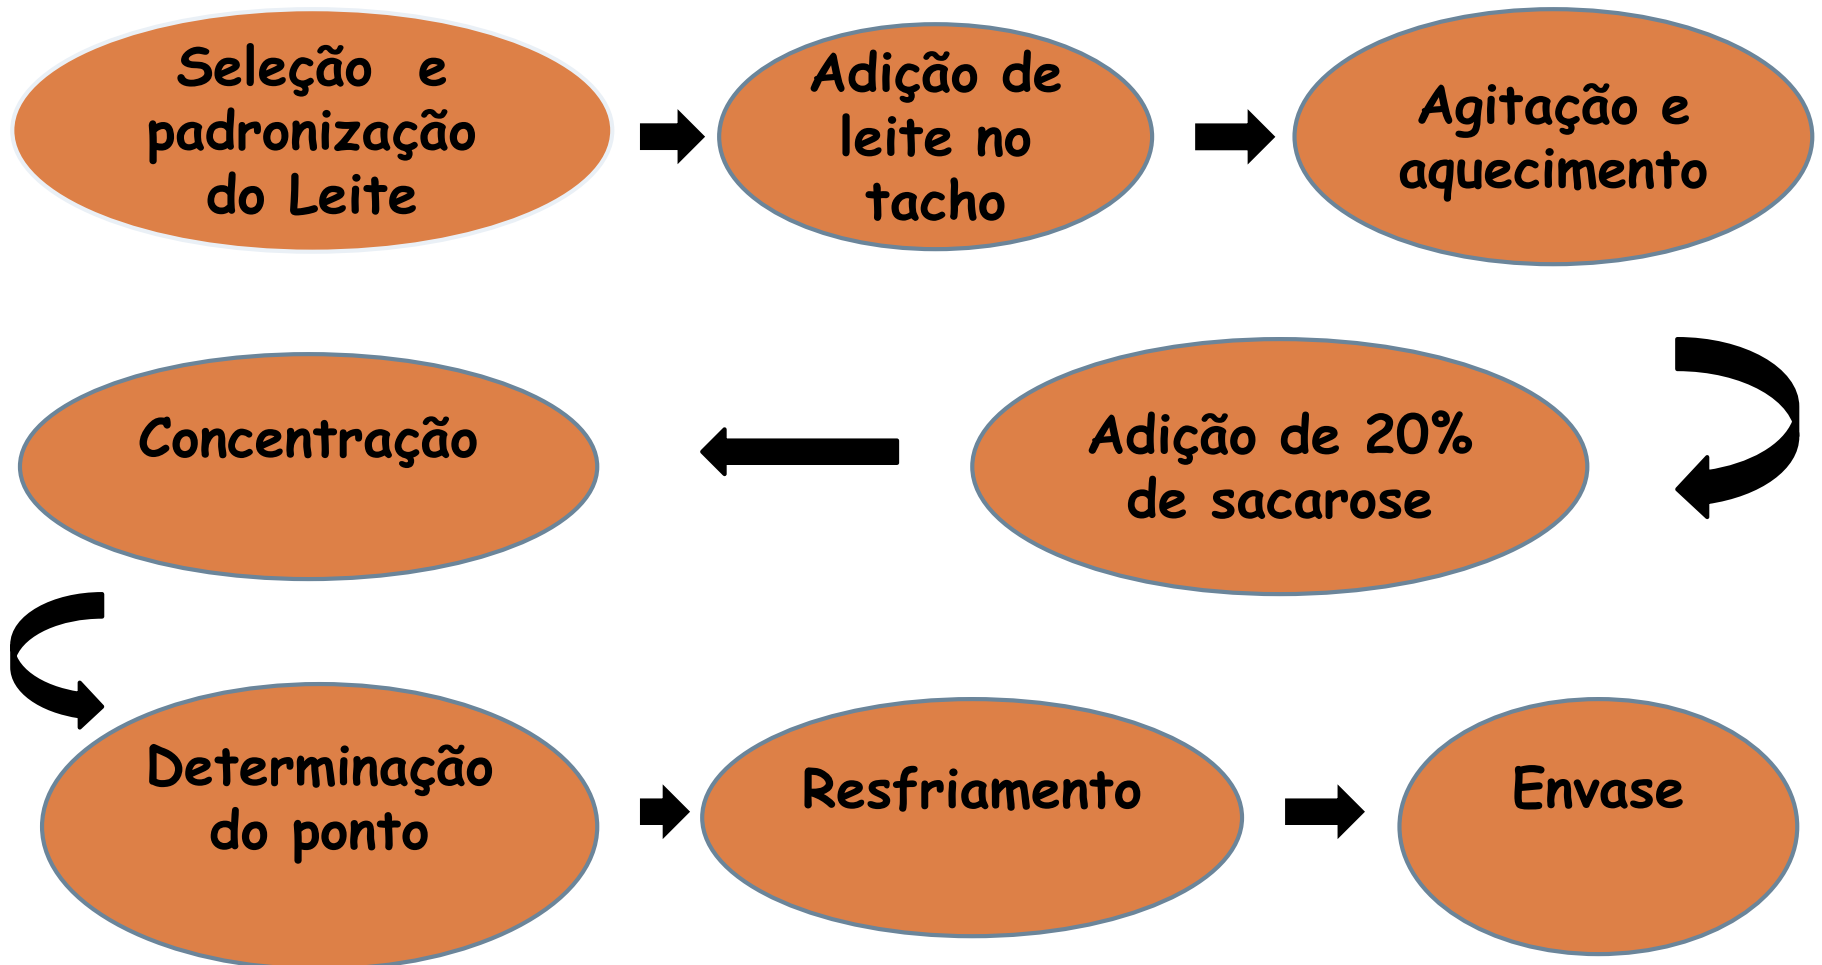 Seleção e
padronização
do Leite
Adição de
leite no
tacho
Agitação e
aquecimento
Adição de 20%
de sacarose
Concentração
Determinação
do ponto
Resfriamento
Envase